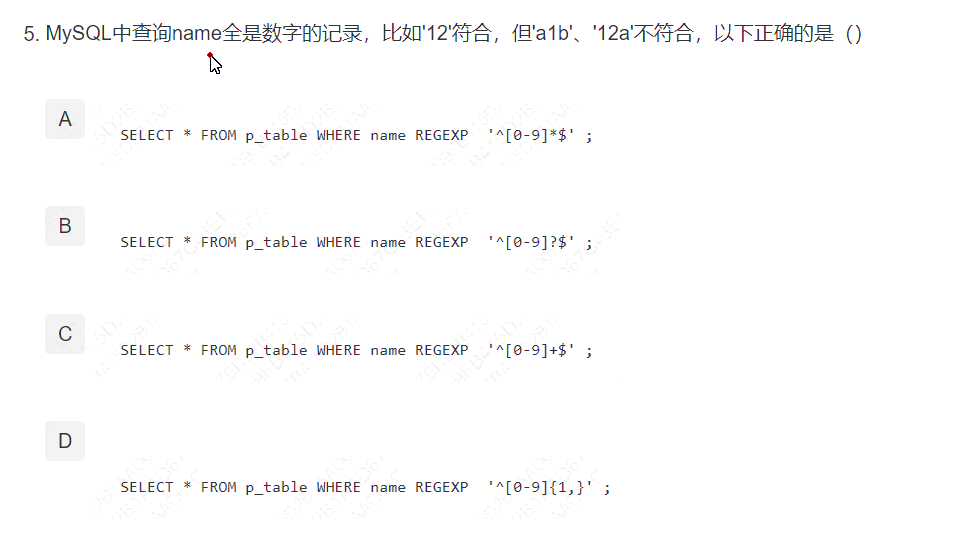 5. MySQL中查询name全是数字的记录，比如'12'符合，但'a1b'、'12a'不符合，以下正确的是（）
A
SELECT * FROM p_table WHERE name REGEXP  '^[0-9]*$' ;
B
SELECT * FROM p_table WHERE name REGEXP  '^[0-9]?$' ;
C
SELECT * FROM p_table WHERE name REGEXP  '^[0-9]+$' ;
D
SELECT * FROM p_table WHERE name REGEXP  '^[0-9]{1,}' ;